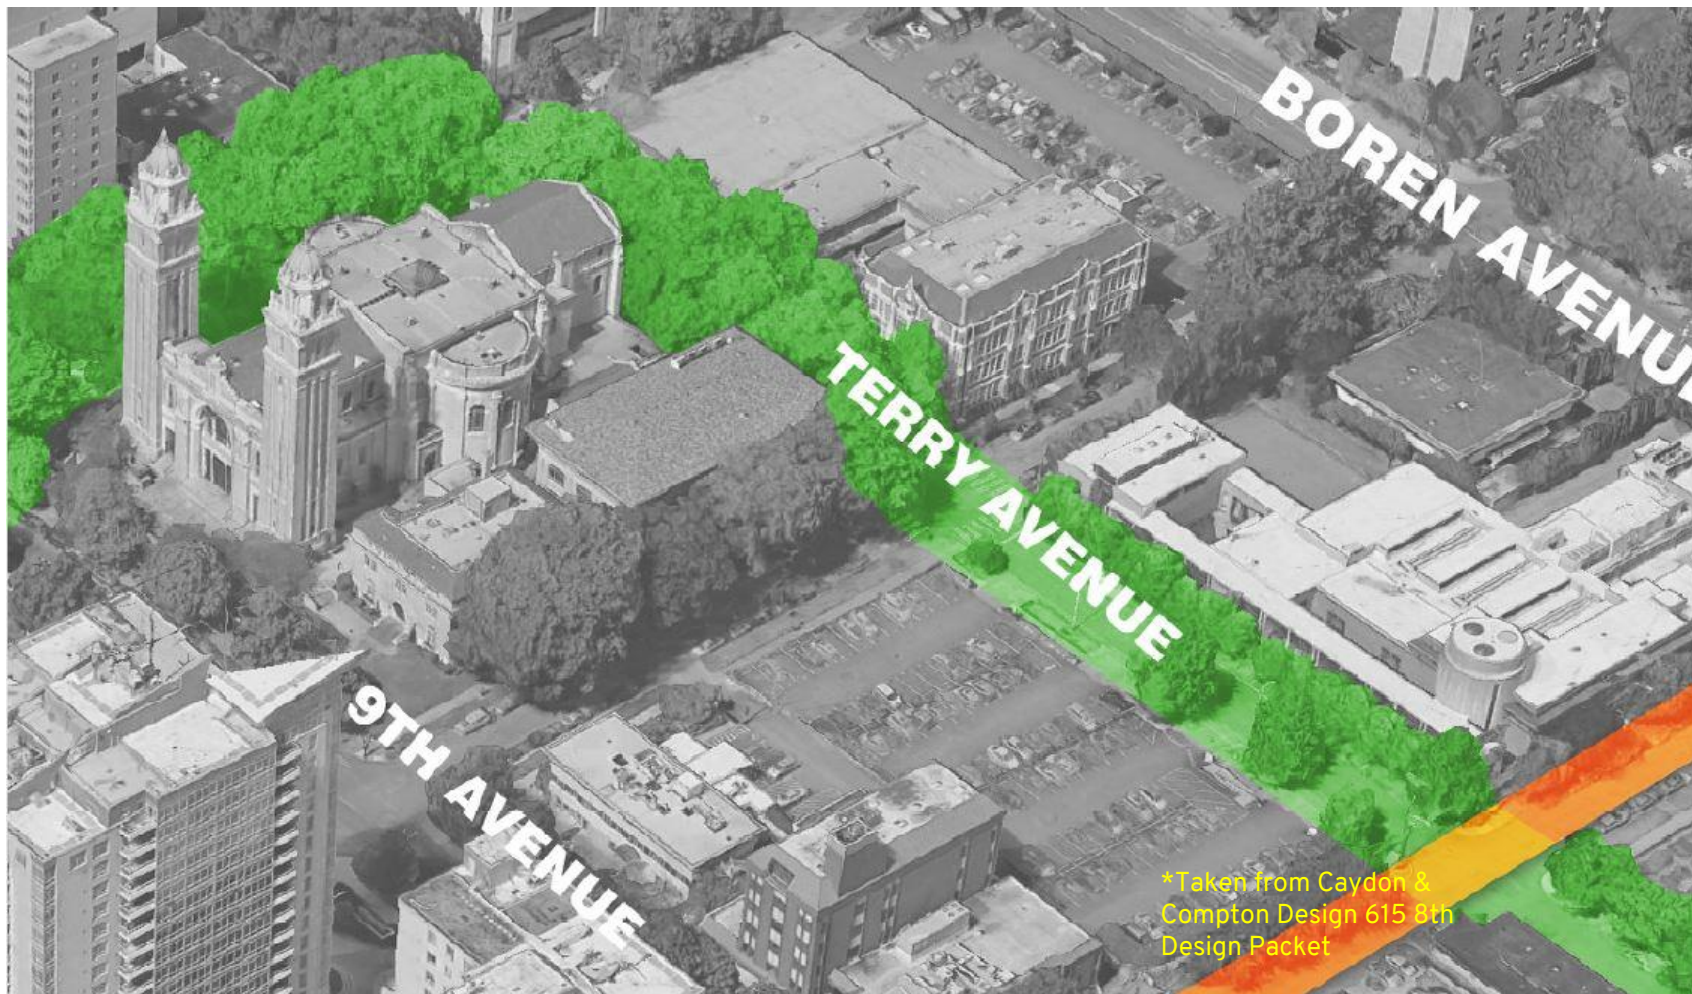 BOREN AVENUE
TERRY AVENUE
9TH AVENUE
*Taken from Caydon &
Compton Design 615 8th
Design Packet